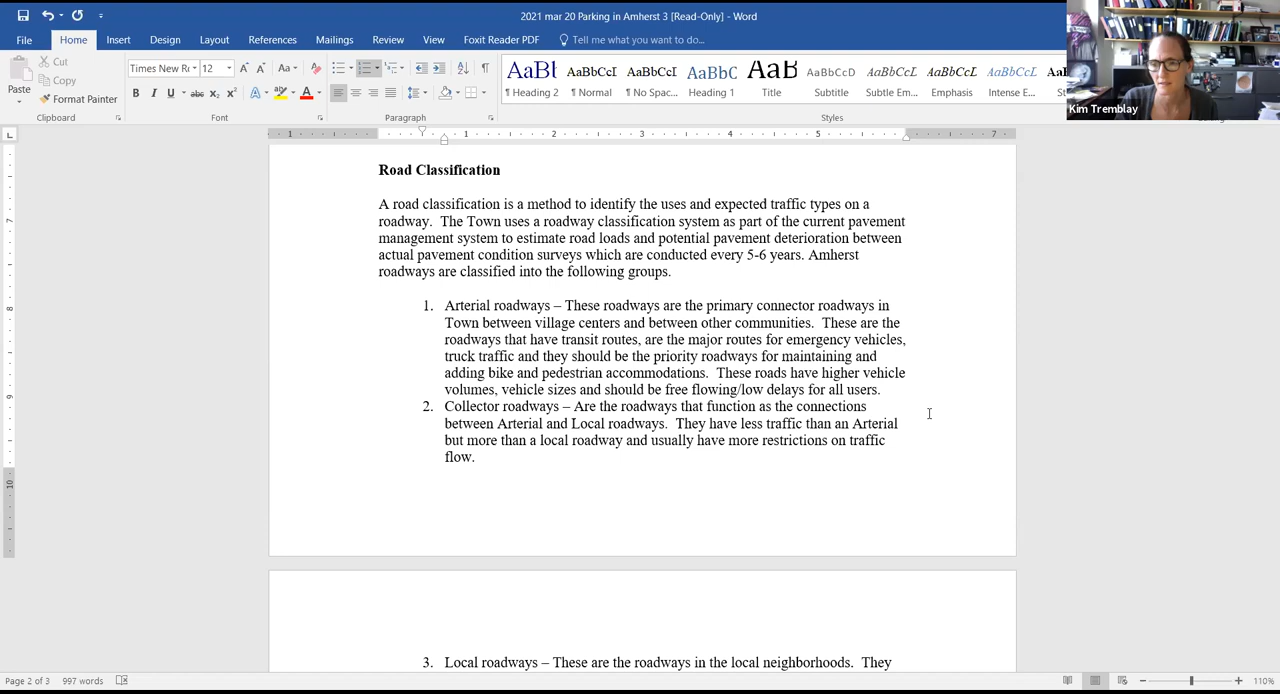 2021 mar 20 Parking in Amherst 3 [Read-Only] - Word
File Home Insert Design Layout References Mailings Review View Foxit Reader PDF Tell me what you want to do...
Kim Tremblay
Paste
Cut
Copy
Format Painter
Times New Ro 12
AaBb AaBbCcI AaBbCcI AaBbC AaB AaBbCcD AaBbCcL AaBbCcL AaBbCcL
¶ Heading 2 ¶ Normal ¶ No Spac... Heading 1 Title Subtitle Subtle Em... Emphasis Intense E...
Clipboard Font Paragraph Styles
1 1 2 3 4 5 7
Road Classification
A road classification is a method to identify the uses and expected traffic types on a
roadway. The Town uses a roadway classification system as part of the current pavement
management system to estimate road loads and potential pavement deterioration between
actual pavement condition surveys which are conducted every 5-6 years. Amherst
roadways are classified into the following groups.
1. Arterial roadways – These roadways are the primary connector roadways in
Town between village centers and between other communities. These are the
roadways that have transit routes, are the major routes for emergency vehicles,
truck traffic and they should be the priority roadways for maintaining and
adding bike and pedestrian accommodations. These roads have higher vehicle
volumes, vehicle sizes and should be free flowing/low delays for all users.
2. Collector roadways – Are the roadways that function as the connections
between Arterial and Local roadways. They have less traffic than an Arterial
but more than a local roadway and usually have more restrictions on traffic
flow.
3. Local roadways – These are the roadways in the local neighborhoods. They
Page 2 of 3 997 words 110%